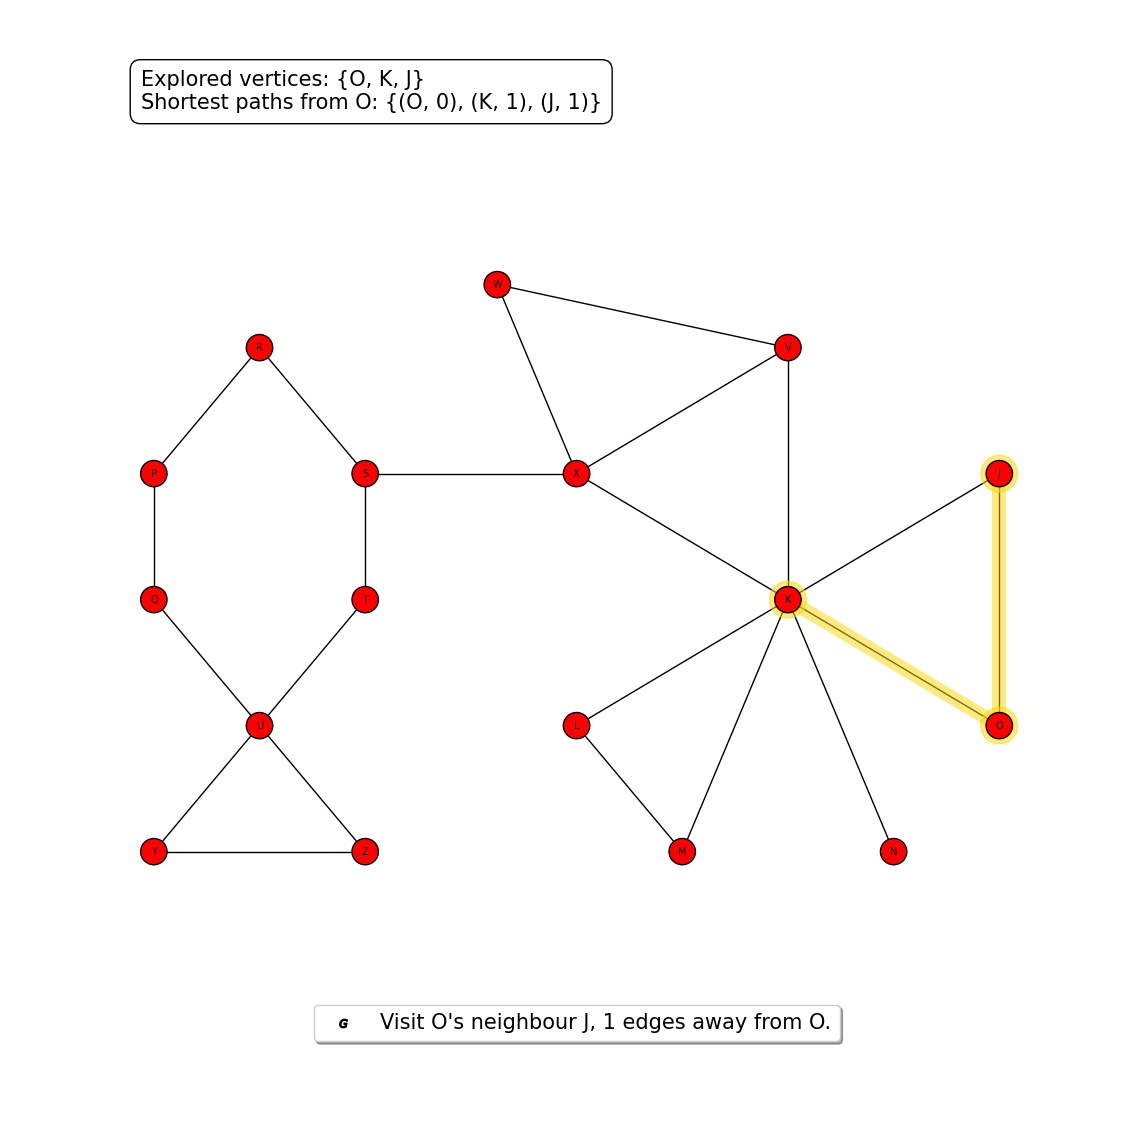 Explored vertices: {O, K, J}
Shortest paths from O: {(O, 0), (K, 1), (J, 1)}
W
R
V
P
S
X
J
Q
T
K
U
L
O
Y
Z
M
N
G Visit O's neighbour J, 1 edges away from O.